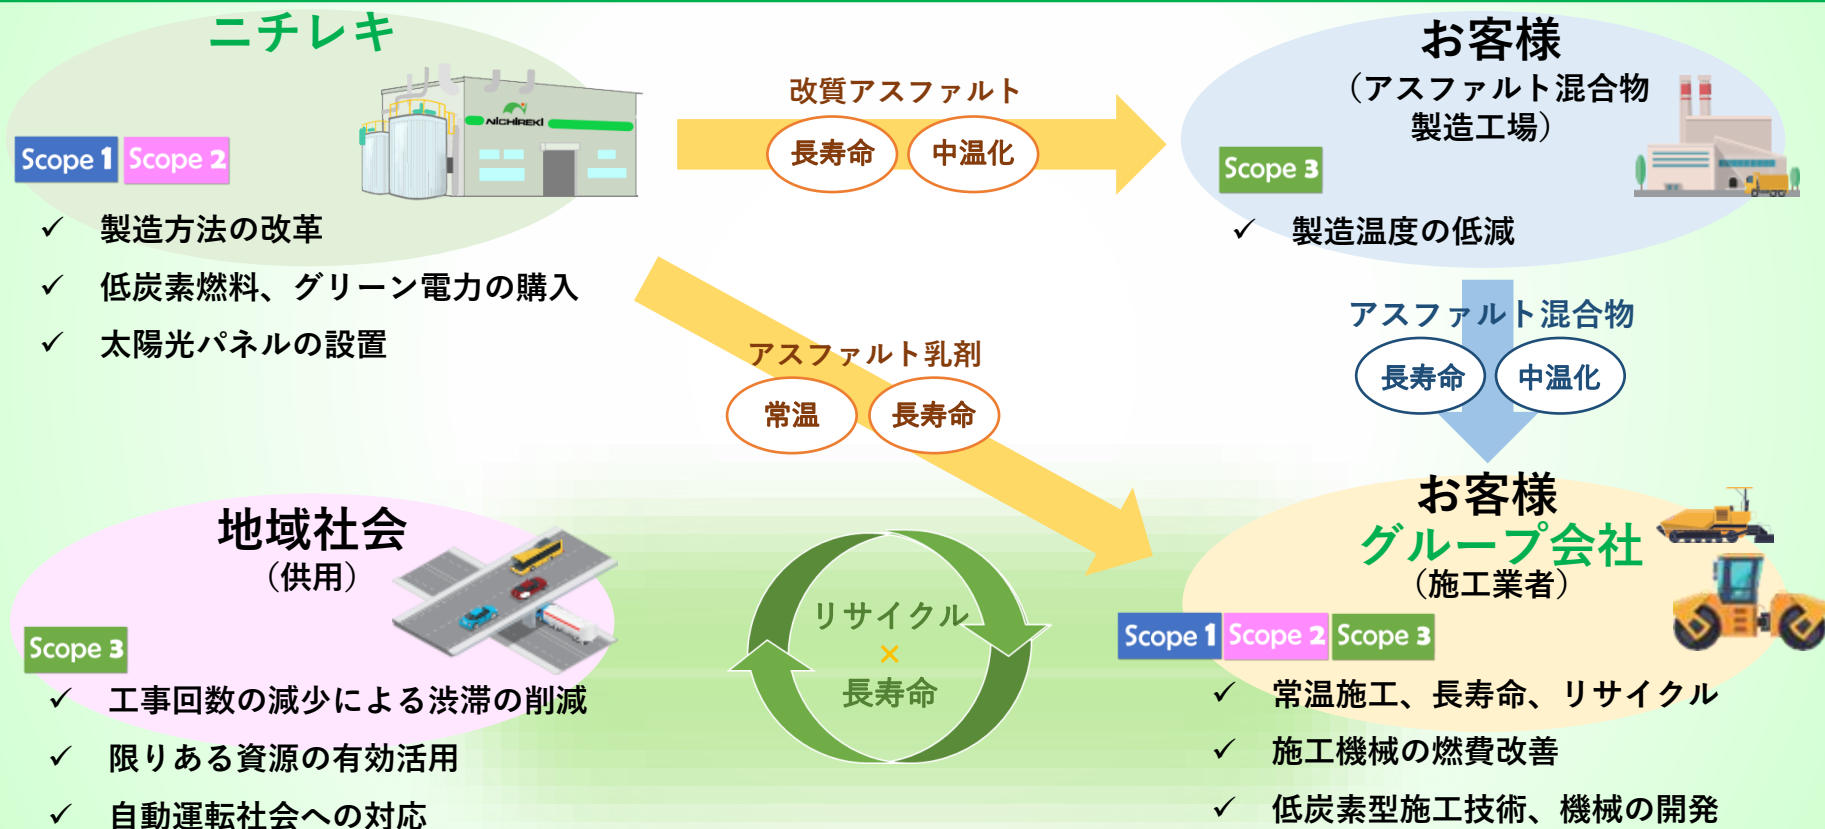 ニチレキ
NICHIREKI
Scope 1 Scope 2
✓ 製造方法の改革
✓ 低炭素燃料、グリーン電力の購入
✓ 太陽光パネルの設置
改質アスファルト
長寿命 中温化
お客様
（アスファルト混合物
製造工場）
Scope 3
✓ 製造温度の低減
アスファルト混合物
長寿命 中温化
アスファルト乳剤
常温 長寿命
お客様
グループ会社
（施工業者）
Scope 1 Scope 2 Scope 3
✓ 常温施工、長寿命、リサイクル
✓ 施工機械の燃費改善
✓ 低炭素型施工技術、機械の開発
リサイクル
×
長寿命
地域社会
（供用）
Scope 3
✓ 工事回数の減少による渋滞の削減
✓ 限りある資源の有効活用
✓ 自動運転社会への対応